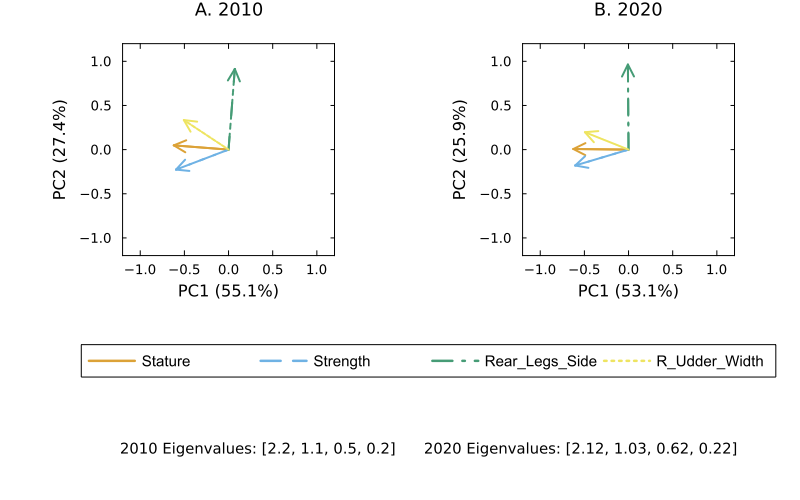 A. 2010
B. 2020
1.0
0.5
0.0
−0.5
−1.0
PC2 (27.4%)
−1.0 −0.5 0.0 0.5 1.0
PC1 (55.1%)
1.0
0.5
0.0
−0.5
−1.0
PC2 (25.9%)
−1.0 −0.5 0.0 0.5 1.0
PC1 (53.1%)
Stature Strength Rear_Legs_Side R_Udder_Width
2010 Eigenvalues: [2.2, 1.1, 0.5, 0.2] 2020 Eigenvalues: [2.12, 1.03, 0.62, 0.22]